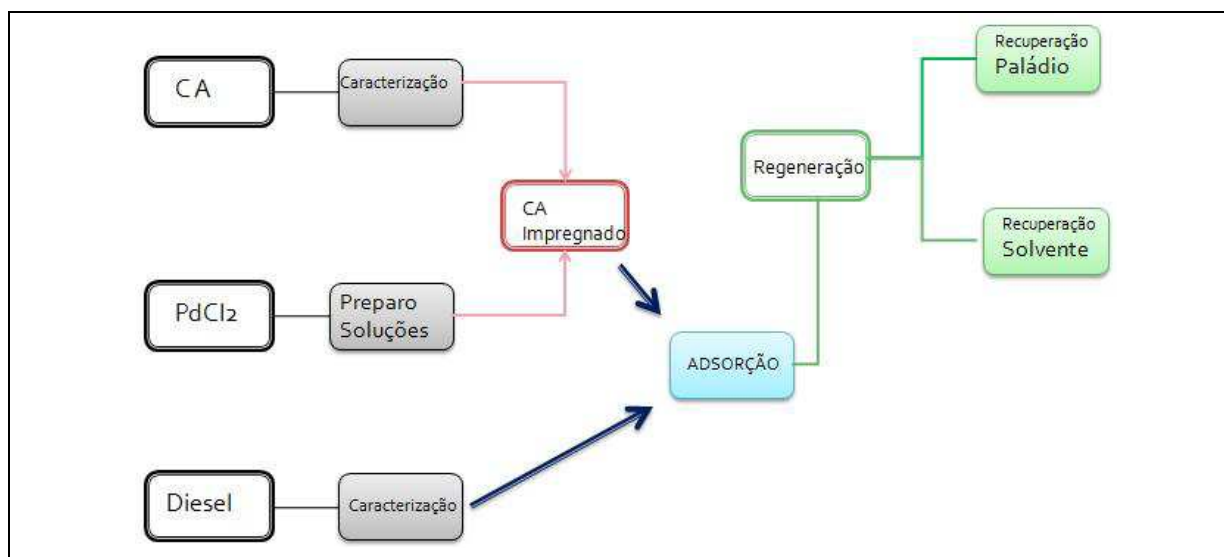 CA
Caracterização
PdCl2
Preparo
Soluções
Diesel
Caracterização
CA
Impregnado
ADSORÇÃO
Regeneração
Recuperação
Paládio
Recuperação
Solvente